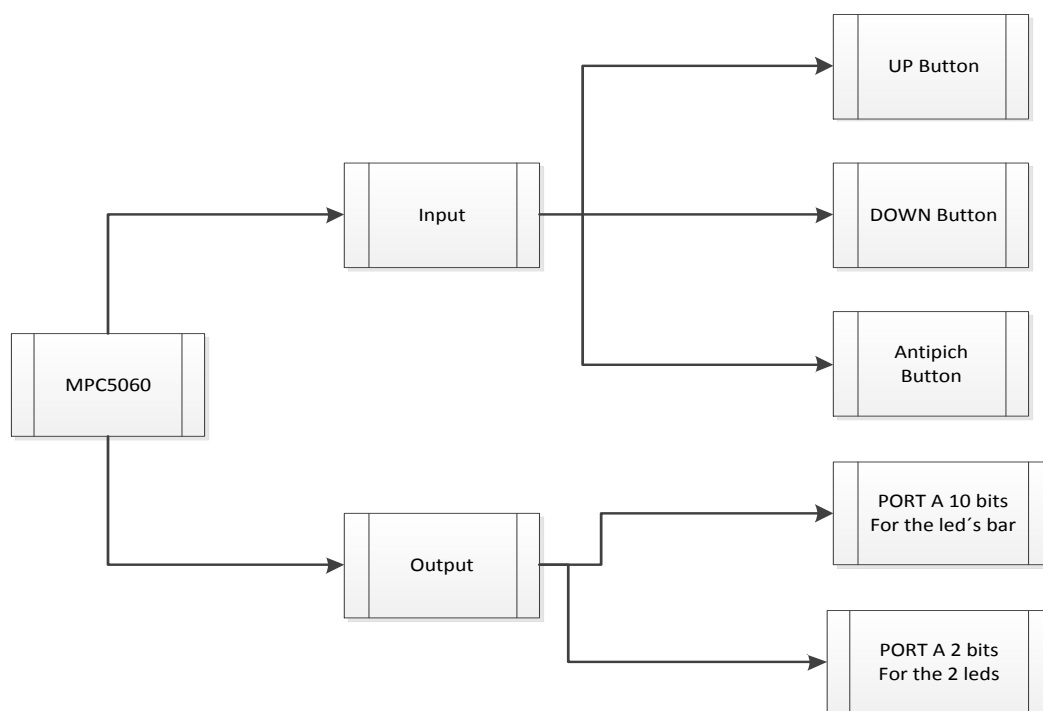 UP Button
Input
DOWN Button
MPC5060
Antipich
Button
Output
PORT A 10 bits
For the led´s bar
PORT A 2 bits
For the 2 leds